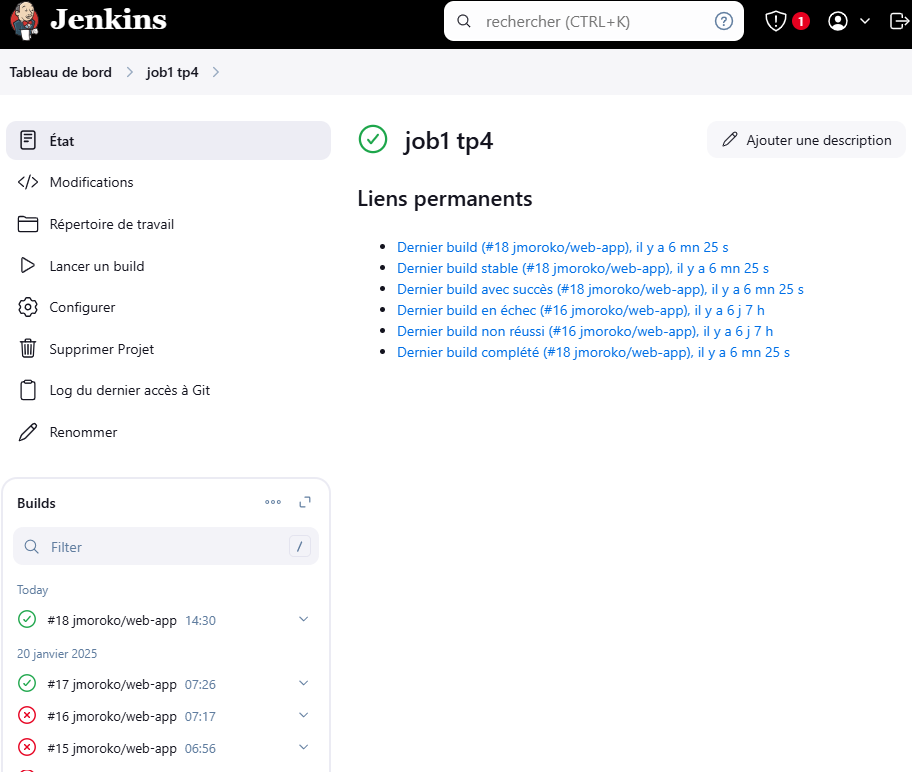 Jenkins
rechercher (CTRL+K)
?
1
Tableau de bord
job1 tp4
État
Modifications
Répertoire de travail
Lancer un build
Configurer
Supprimer Projet
Log du dernier accès à Git
Renommer
job1 tp4
Ajouter une description
Liens permanents
Dernier build (#18 jmoroko/web-app), il y a 6 mn 25 s
Dernier build stable (#18 jmoroko/web-app), il y a 6 mn 25 s
Dernier build avec succès (#18 jmoroko/web-app), il y a 6 mn 25 s
Dernier build en échec (#16 jmoroko/web-app), il y a 6 j 7 h
Dernier build non réussi (#16 jmoroko/web-app), il y a 6 j 7 h
Dernier build complété (#18 jmoroko/web-app), il y a 6 mn 25 s
Builds
Filter /
Today
#18 jmoroko/web-app 14:30
20 janvier 2025
#17 jmoroko/web-app 07:26
#16 jmoroko/web-app 07:17
#15 jmoroko/web-app 06:56